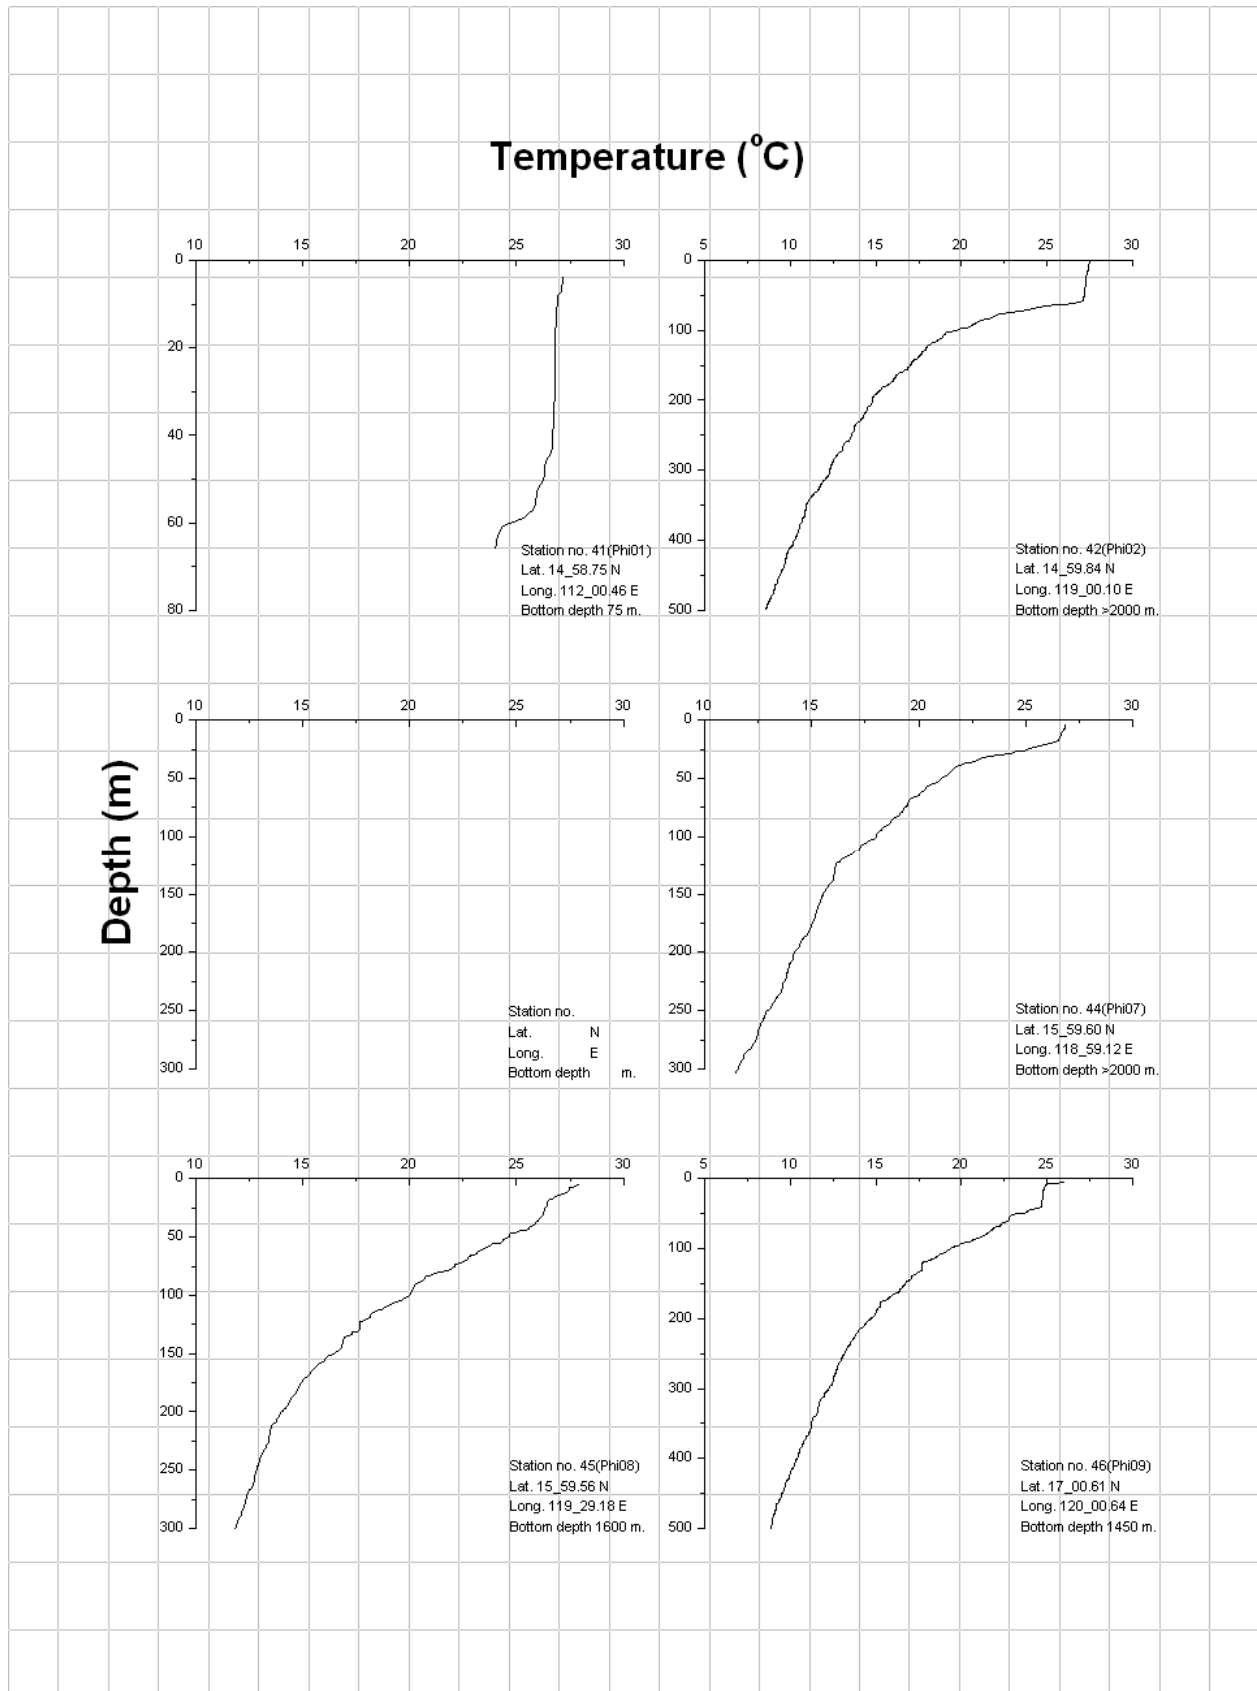 Temperature (°C)
10 15 20 25 30
0
20
40
60
80
Station no. 41(Phi01)
Lat. 14_58.75 N
Long. 112_00.46 E
Bottom depth 75 m.
5 10 15 20 25 30
0
100
200
300
400
500
Station no. 42(Phi02)
Lat. 14_59.84 N
Long. 119_00.10 E
Bottom depth >2000 m.
Depth (m)
10 15 20 25 30
0
50
100
150
200
250
300
Station no.
Lat. N
Long. E
Bottom depth m.
10 15 20 25 30
0
50
100
150
200
250
300
Station no. 44(Phi07)
Lat. 15_59.60 N
Long. 118_59.12 E
Bottom depth >2000 m.
10 15 20 25 30
0
50
100
150
200
250
300
Station no. 45(Phi08)
Lat. 15_59.56 N
Long. 119_29.18 E
Bottom depth 1600 m.
5 10 15 20 25 30
0
100
200
300
400
500
Station no. 46(Phi09)
Lat. 17_00.61 N
Long. 120_00.64 E
Bottom depth 1450 m.